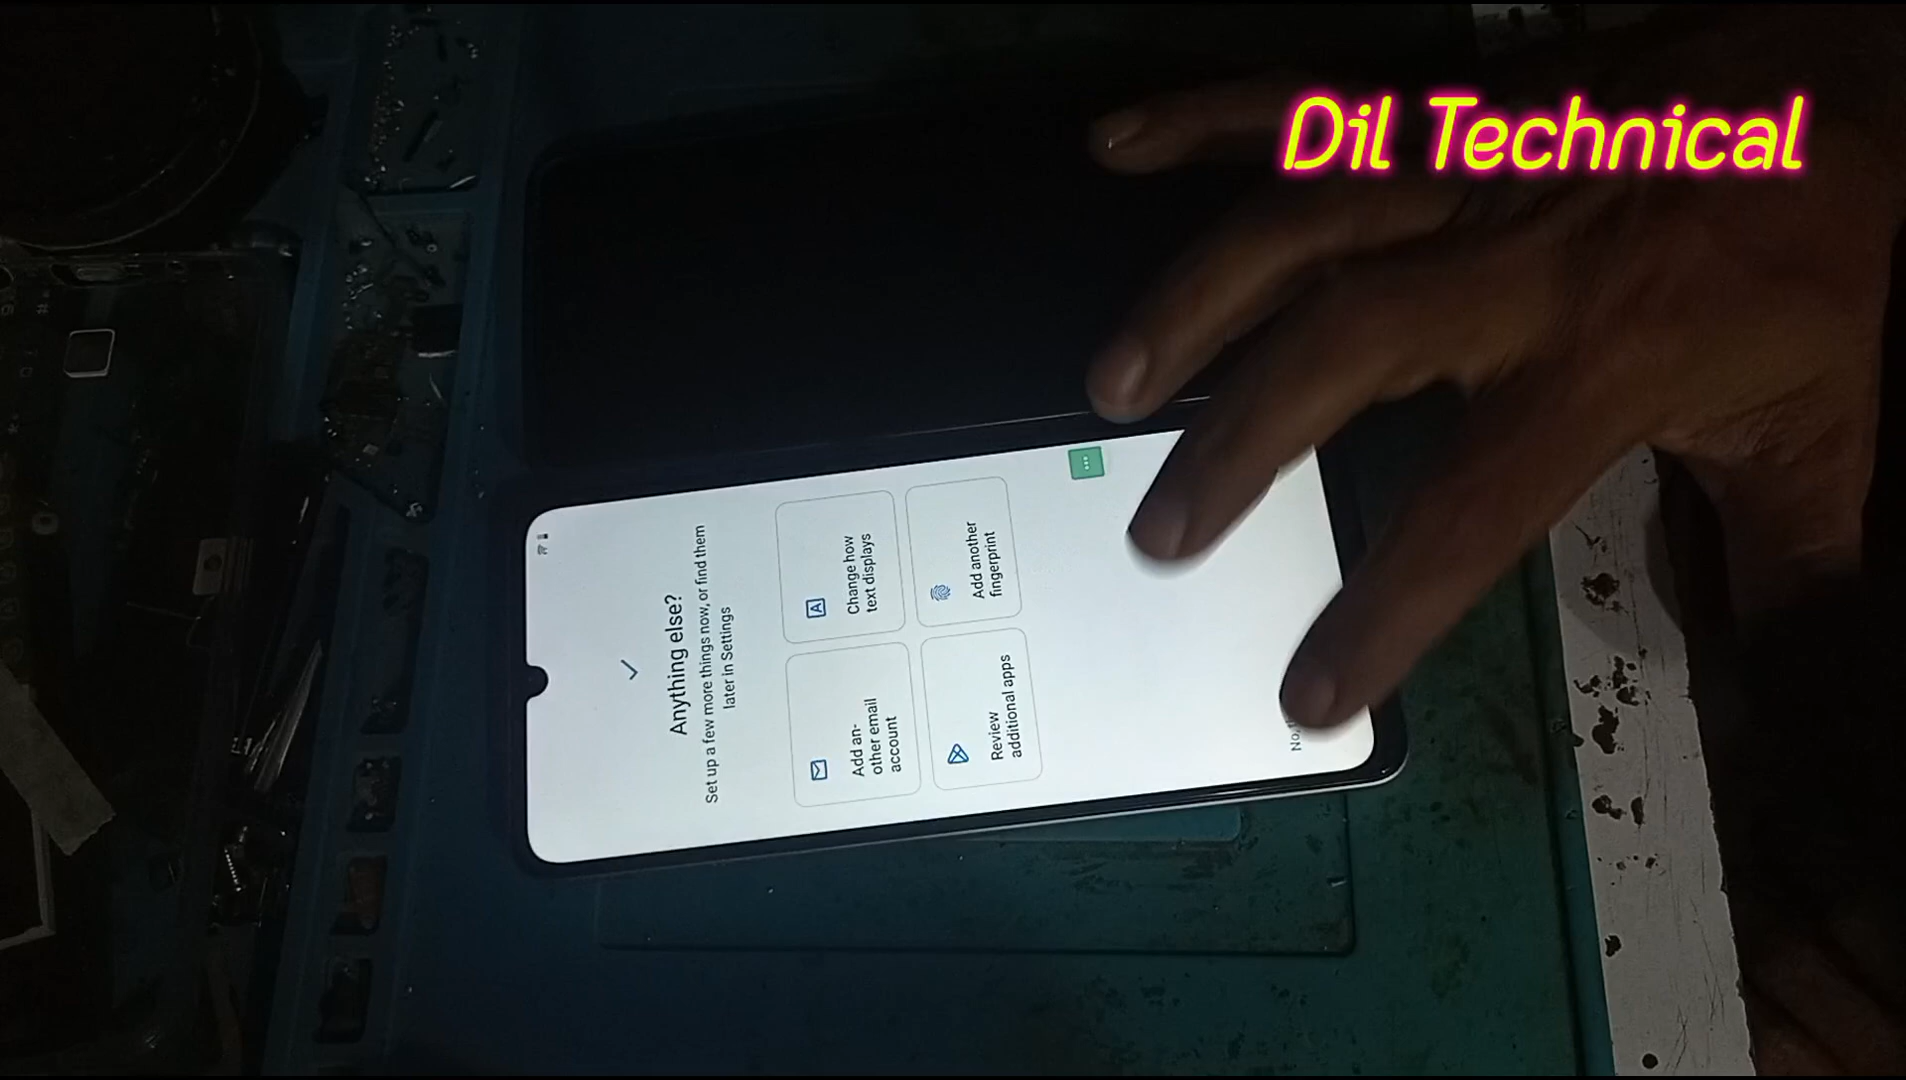 Dil Technical
Anything else?
Set up a few more things now, or find them
later in Settings
Add an-
other email
account
Change how
text displays
Review
additional apps
Add another
fingerprint